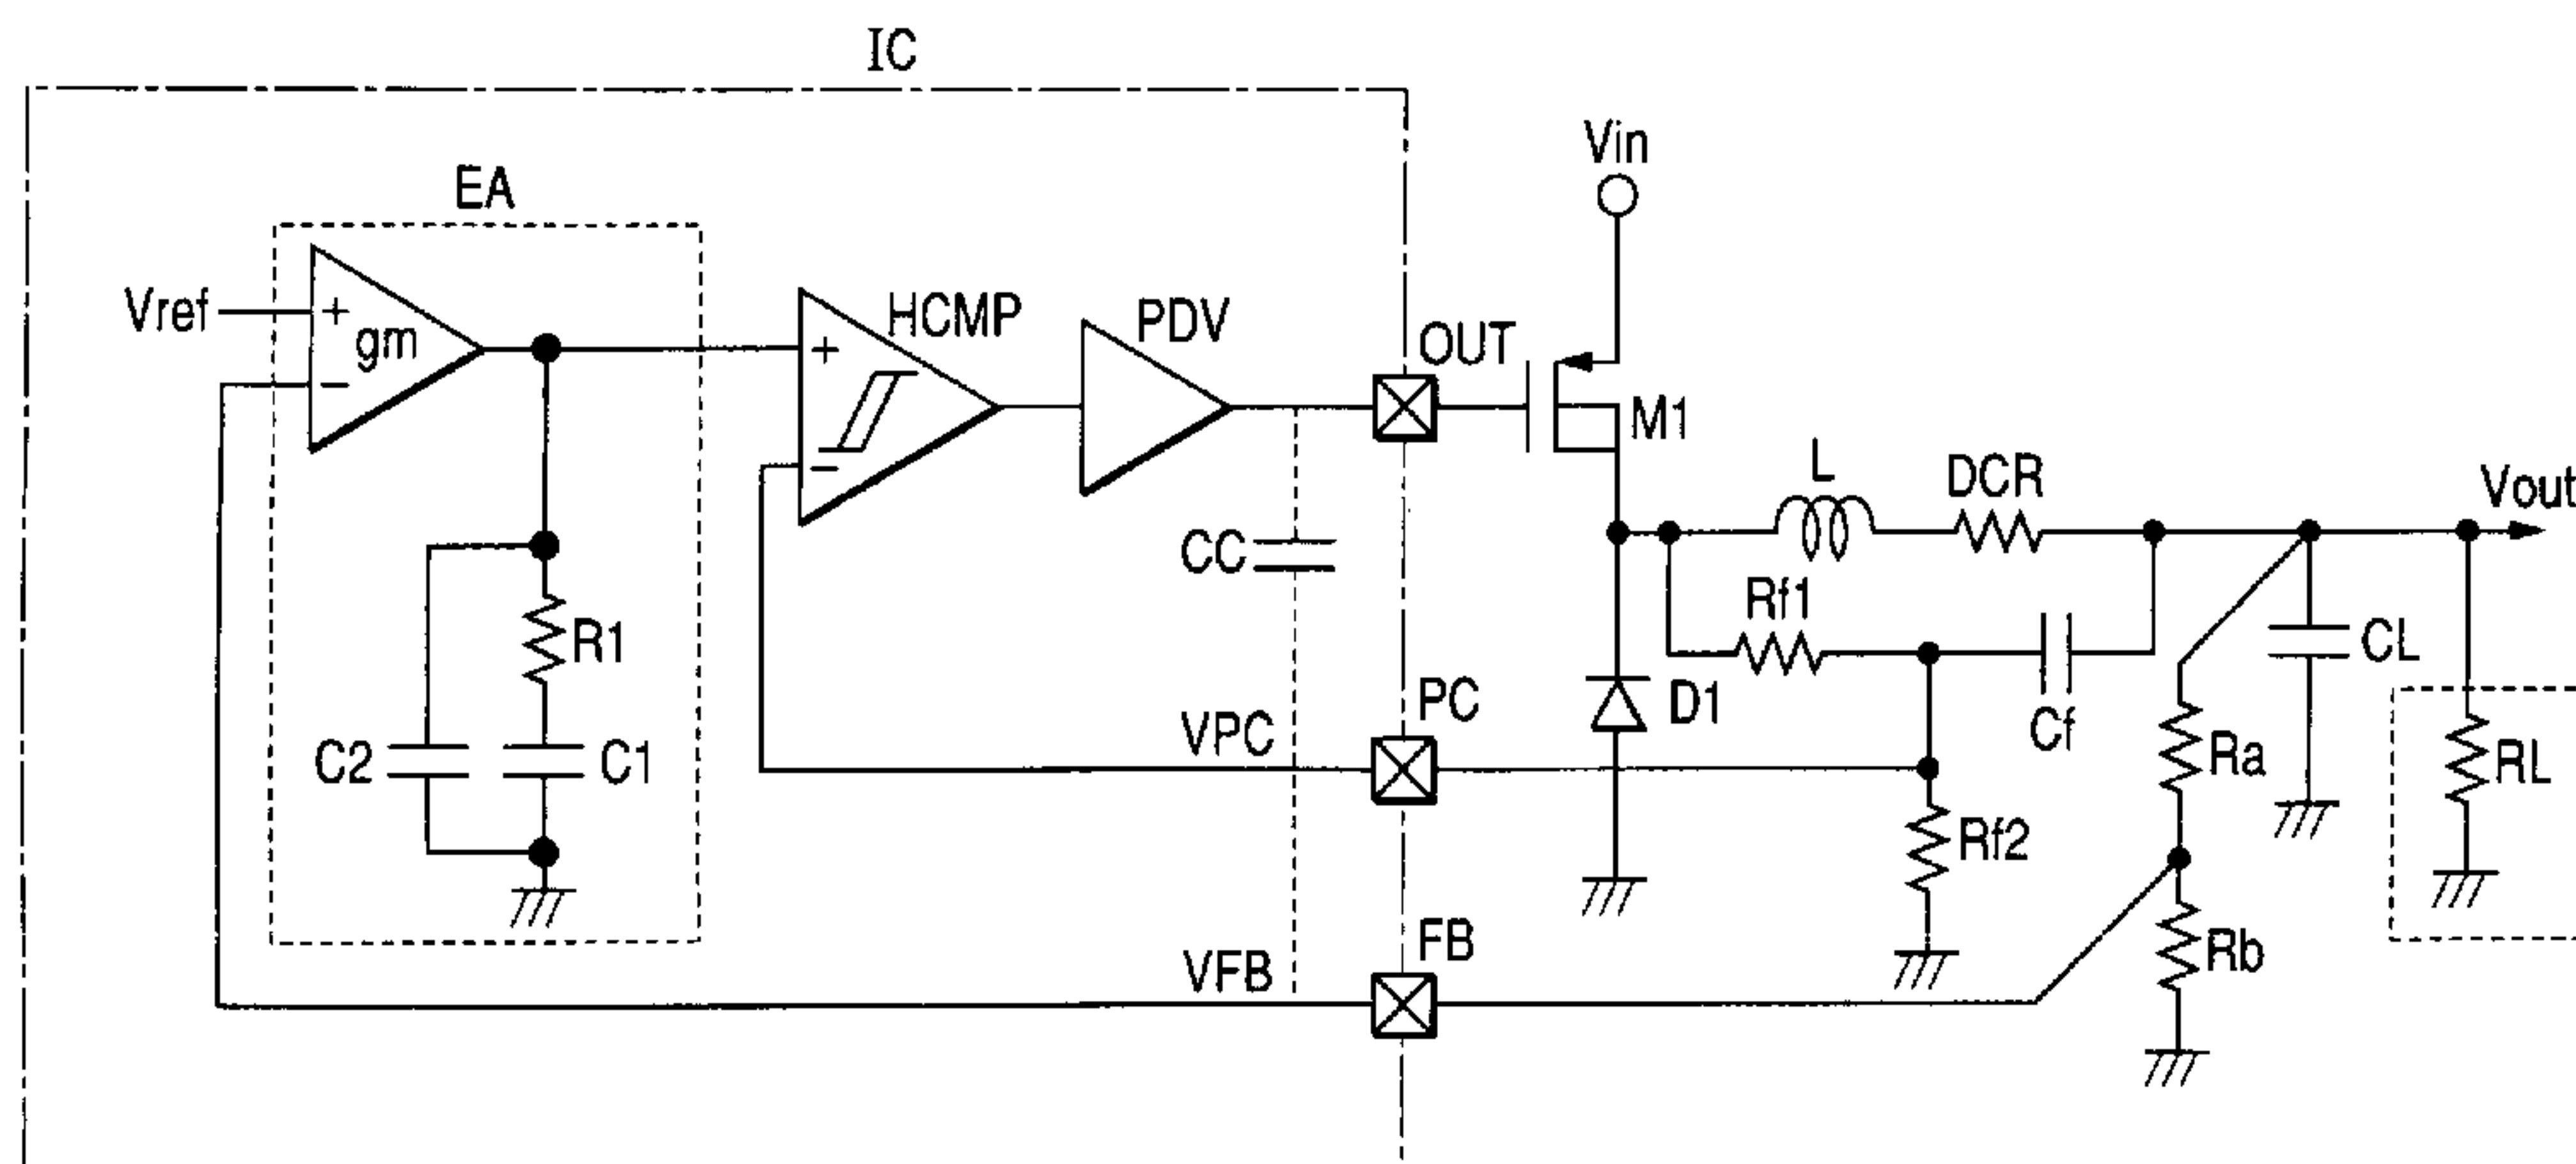 IC
Vin
EA
Vref
+
gm
−
+
HCMP
−
PDV
OUT
M1
L
DCR
Vout
CC
Rf1
R1
CL
PC
D1
Cf
VPC
C2
C1
Ra
RL
Rf2
FB
VFB
Rb